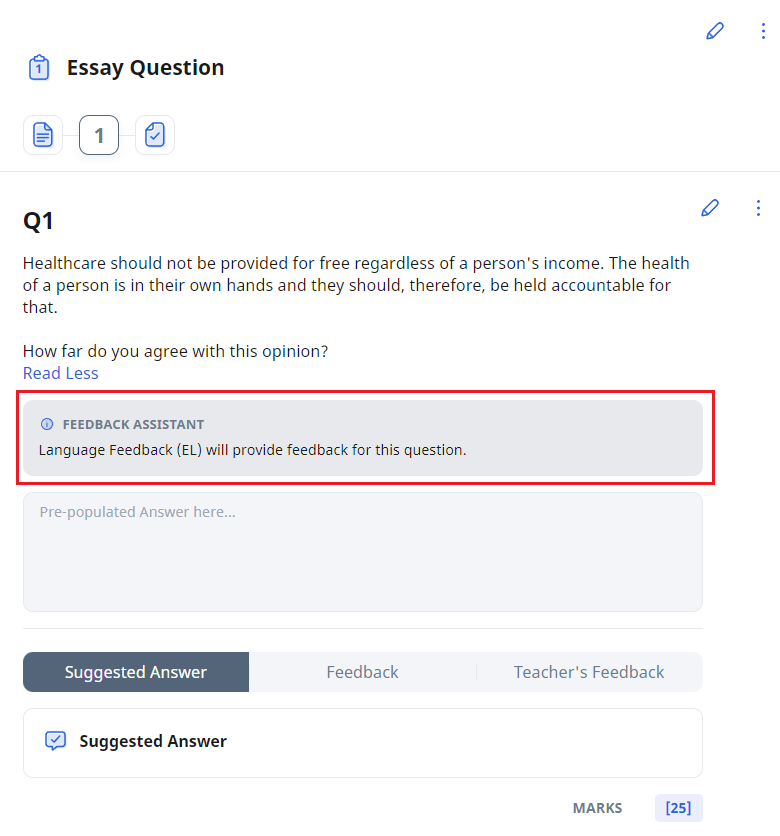 1
Essay Question
1
Q1
Healthcare should not be provided for free regardless of a person's income. The health
of a person is in their own hands and they should, therefore, be held accountable for
that.
How far do you agree with this opinion?
Read Less
FEEDBACK ASSISTANT
Language Feedback (EL) will provide feedback for this question.
Pre-populated Answer here...
Suggested Answer
Feedback
Teacher's Feedback
Suggested Answer
MARKS
[25]